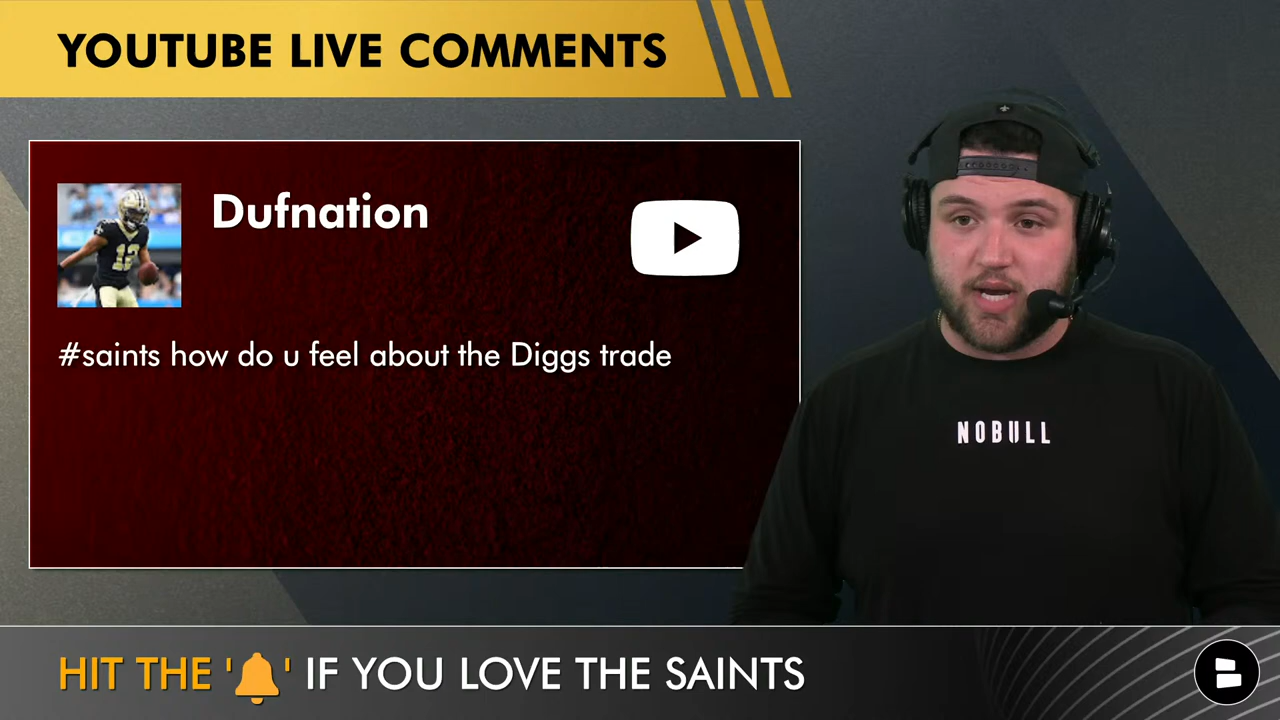 YOUTUBE LIVE COMMENTS
Dufnation
12
#saints how do u feel about the Diggs trade
NOBULL
HIT THE '🔔' IF YOU LOVE THE SAINTS